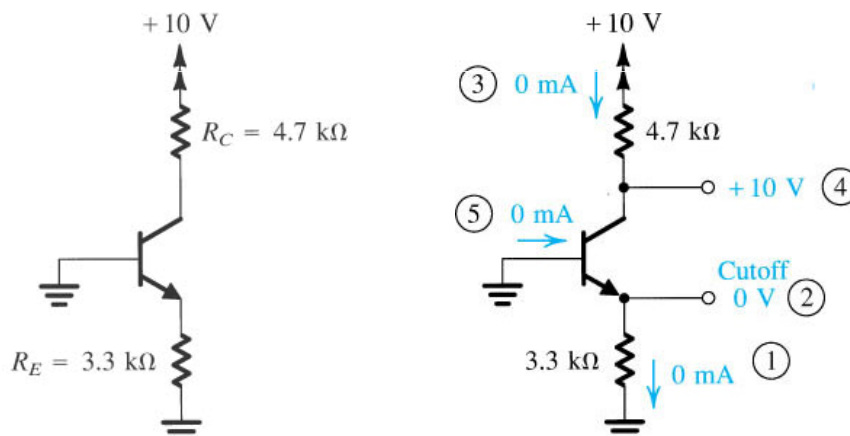 +10 V
R_C = 4.7 kΩ
R_E = 3.3 kΩ
+10 V
3 0 mA
4.7 kΩ
+10 V 4
5 0 mA
Cutoff
0 V 2
3.3 kΩ
0 mA 1